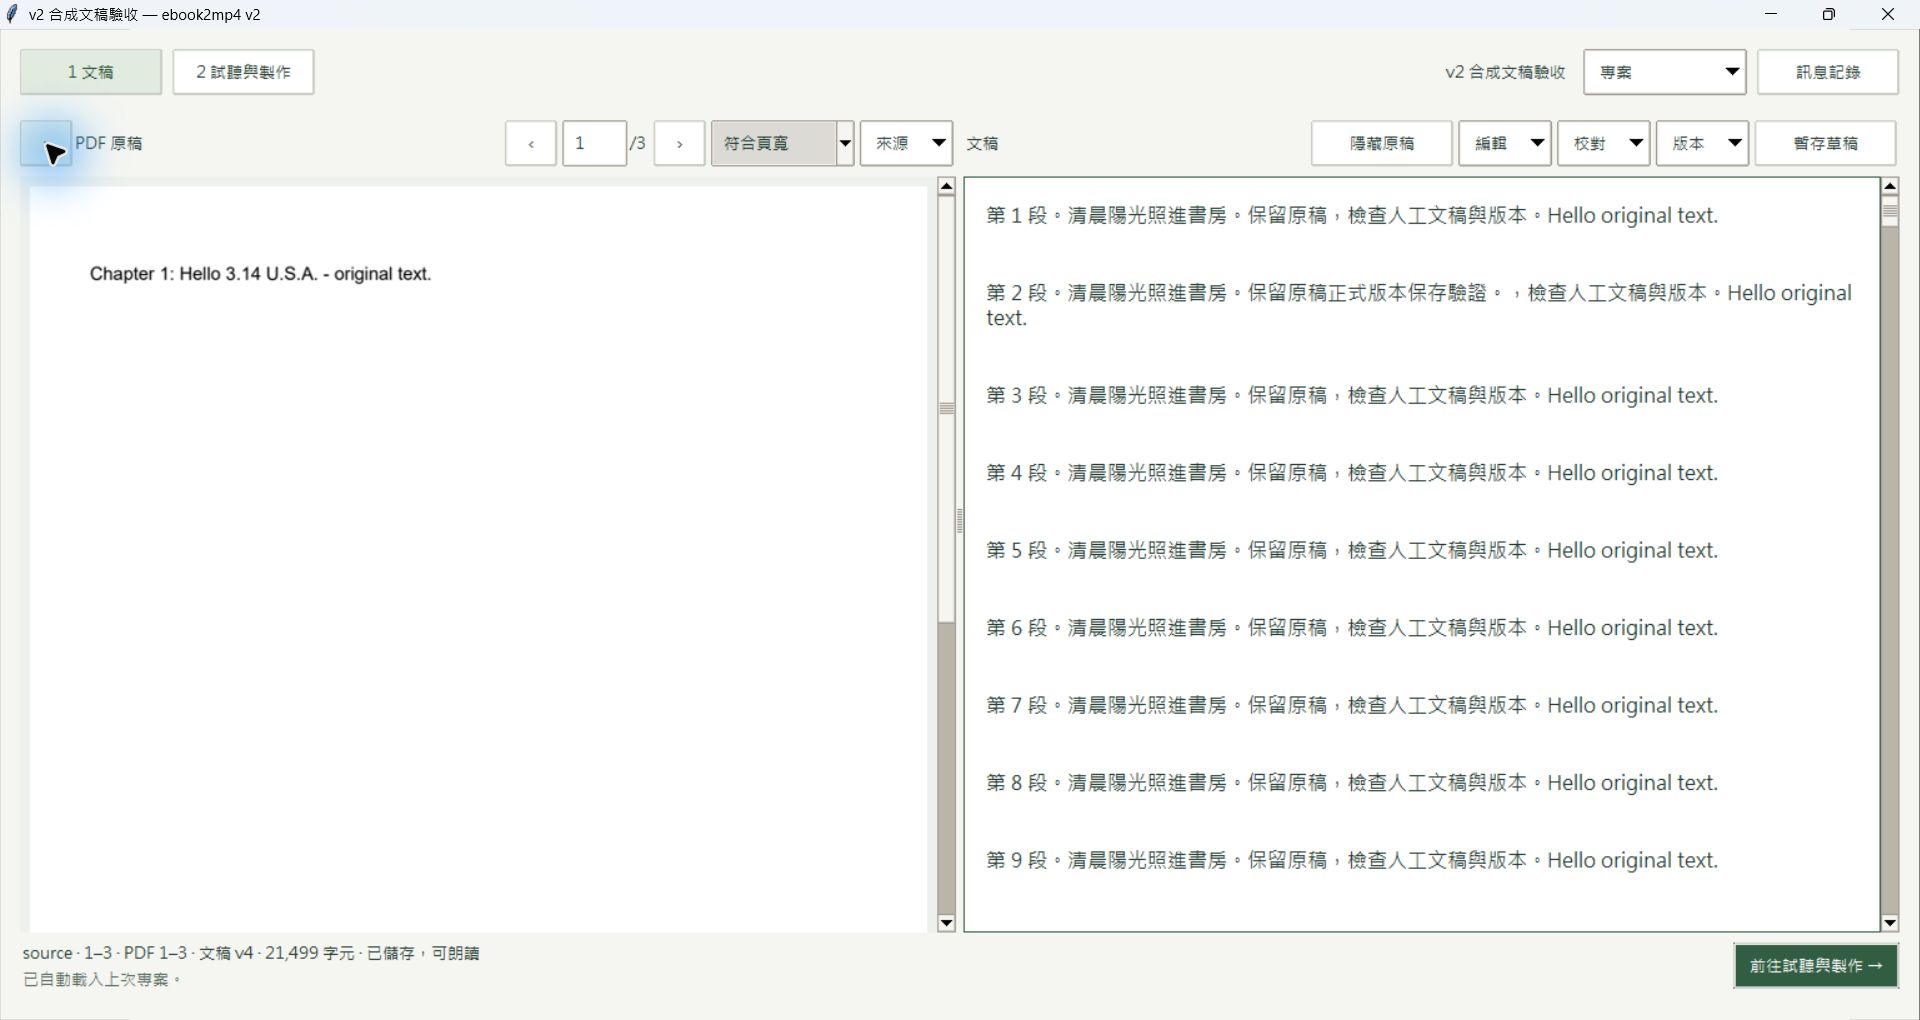 v2 合成文稿驗收 — ebook2mp4 v2
1 文稿
2 試聽與製作
v2 合成文稿驗收
專案
訊息記錄
PDF 原稿
‹
1
/3
›
符合頁寬
來源
文稿
隱藏原稿
編輯
校對
版本
暫存草稿
Chapter 1: Hello 3.14 U.S.A. - original text.
第 1 段。清晨陽光照進書房。保留原稿，檢查人工文稿與版本。Hello original text.
第 2 段。清晨陽光照進書房。保留原稿正式版本保存驗證。，檢查人工文稿與版本。Hello original
text.
第 3 段。清晨陽光照進書房。保留原稿，檢查人工文稿與版本。Hello original text.
第 4 段。清晨陽光照進書房。保留原稿，檢查人工文稿與版本。Hello original text.
第 5 段。清晨陽光照進書房。保留原稿，檢查人工文稿與版本。Hello original text.
第 6 段。清晨陽光照進書房。保留原稿，檢查人工文稿與版本。Hello original text.
第 7 段。清晨陽光照進書房。保留原稿，檢查人工文稿與版本。Hello original text.
第 8 段。清晨陽光照進書房。保留原稿，檢查人工文稿與版本。Hello original text.
第 9 段。清晨陽光照進書房。保留原稿，檢查人工文稿與版本。Hello original text.
source · 1–3 · PDF 1–3 · 文稿 v4 · 21,499 字元 · 已儲存，可朗讀
已自動載入上次專案。
前往試聽與製作 →